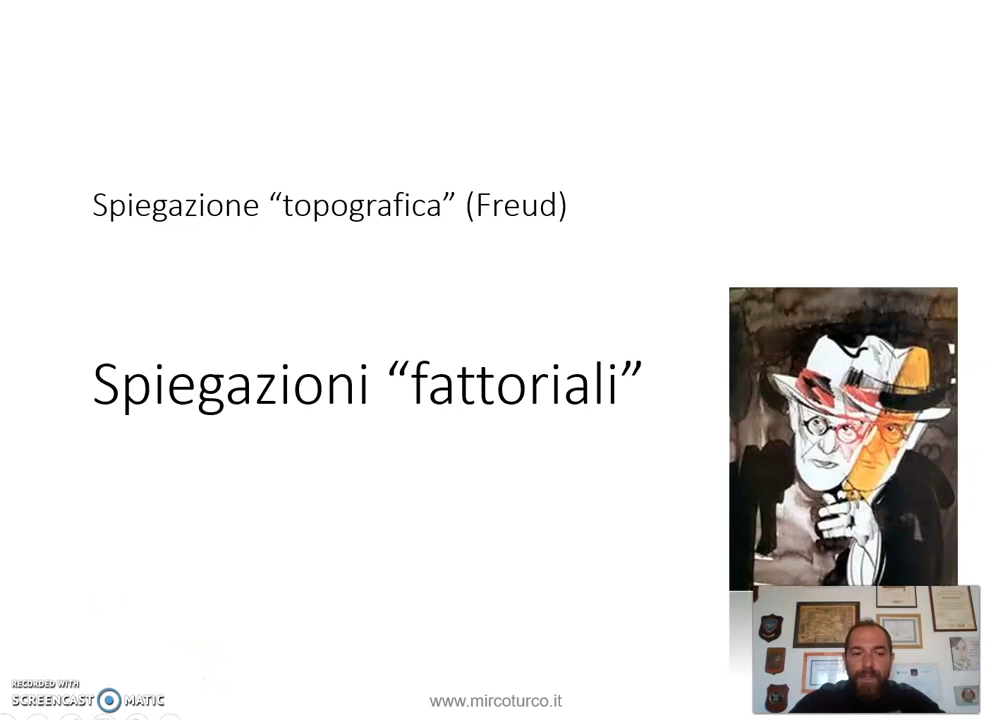 Spiegazione “topografica” (Freud)
Spiegazioni “fattoriali”
RECORDED WITH
SCREENCAST MATIC
www.mircoturco.it